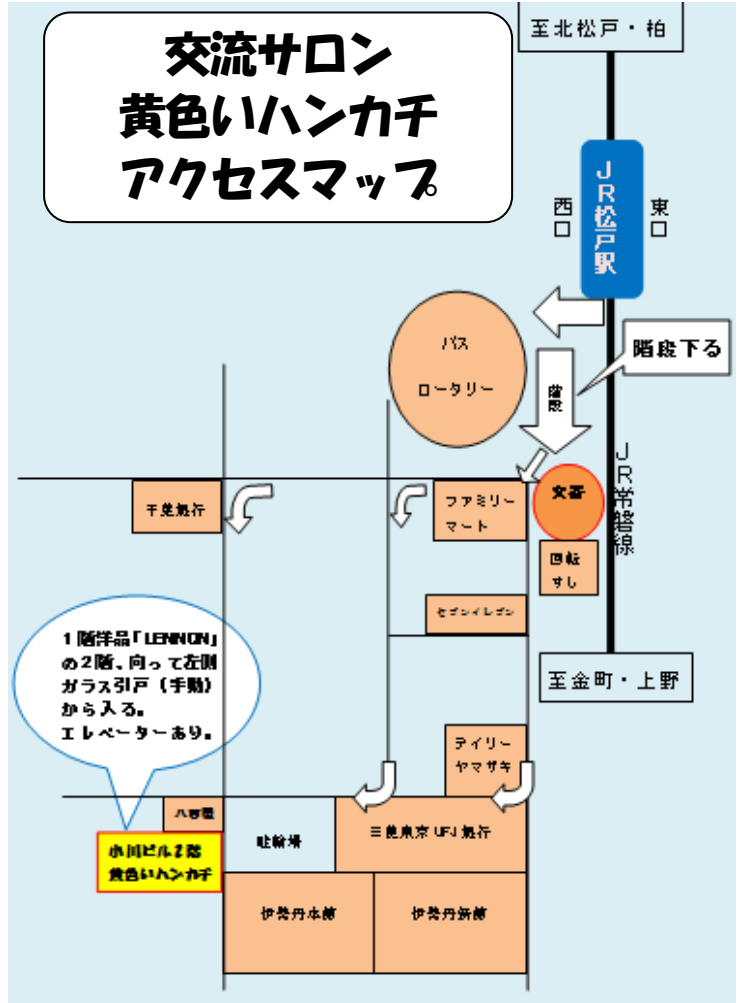 交流サロン
黄色いハンカチ
アクセスマップ
至北松戸・柏
JR松戸駅
西口
東口
階段下る
バス
ロータリー
階段
JR常磐線
千葉銀行
ファミリー
マート
交番
回転
すし
セブンイレブン
1階洋品「LENNON」
の2階、向って左側
ガラス引戸(手動)
から入る。
エレベーターあり。
至金町・上野
デイリー
ヤマザキ
八百屋
駐輪場
三菱東京UFJ銀行
小川ビル2階
黄色いハンカチ
伊勢丹本館
伊勢丹新館